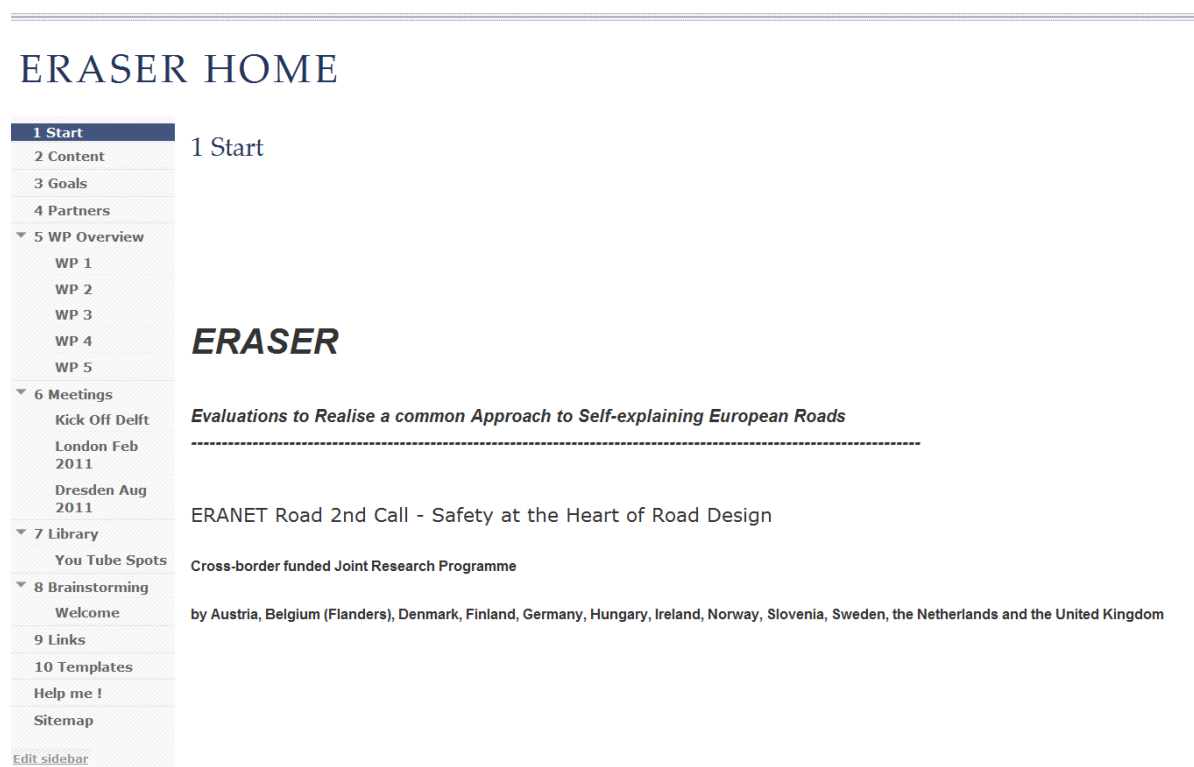 ERASER HOME
1 Start
2 Content
3 Goals
4 Partners
5 WP Overview
WP 1
WP 2
WP 3
WP 4
WP 5
6 Meetings
Kick Off Delft
London Feb
2011
Dresden Aug
2011
7 Library
You Tube Spots
8 Brainstorming
Welcome
9 Links
10 Templates
Help me !
Sitemap
Edit sidebar
1 Start
ERASER
Evaluations to Realise a common Approach to Self-explaining European Roads
------------------------------------------------------------------------------------------------------------------------
ERANET Road 2nd Call - Safety at the Heart of Road Design
Cross-border funded Joint Research Programme
by Austria, Belgium (Flanders), Denmark, Finland, Germany, Hungary, Ireland, Norway, Slovenia, Sweden, the Netherlands and the United Kingdom